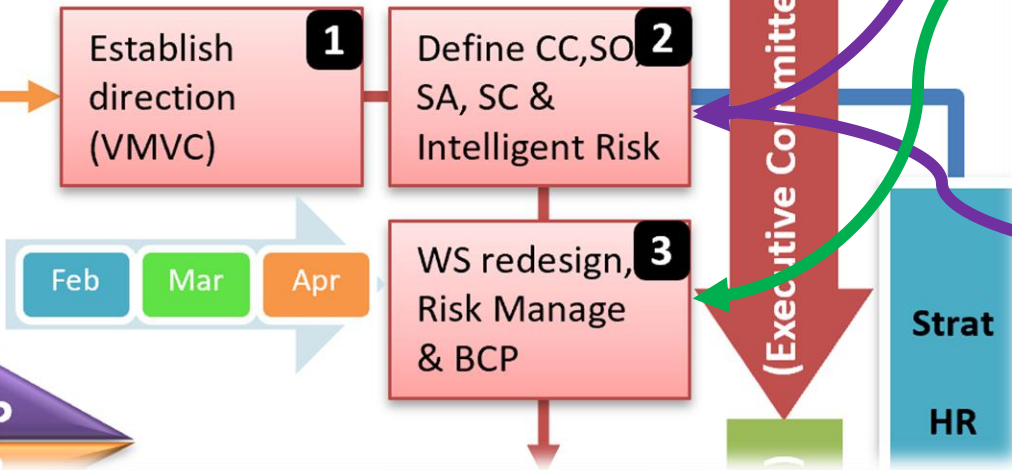 Establish
direction
(VMVC)
1
Define CC,SO,
SA, SC &
Intelligent Risk
2
WS redesign,
Risk Manage
& BCP
3
Feb
Mar
Apr
(Executive
Strat
HR